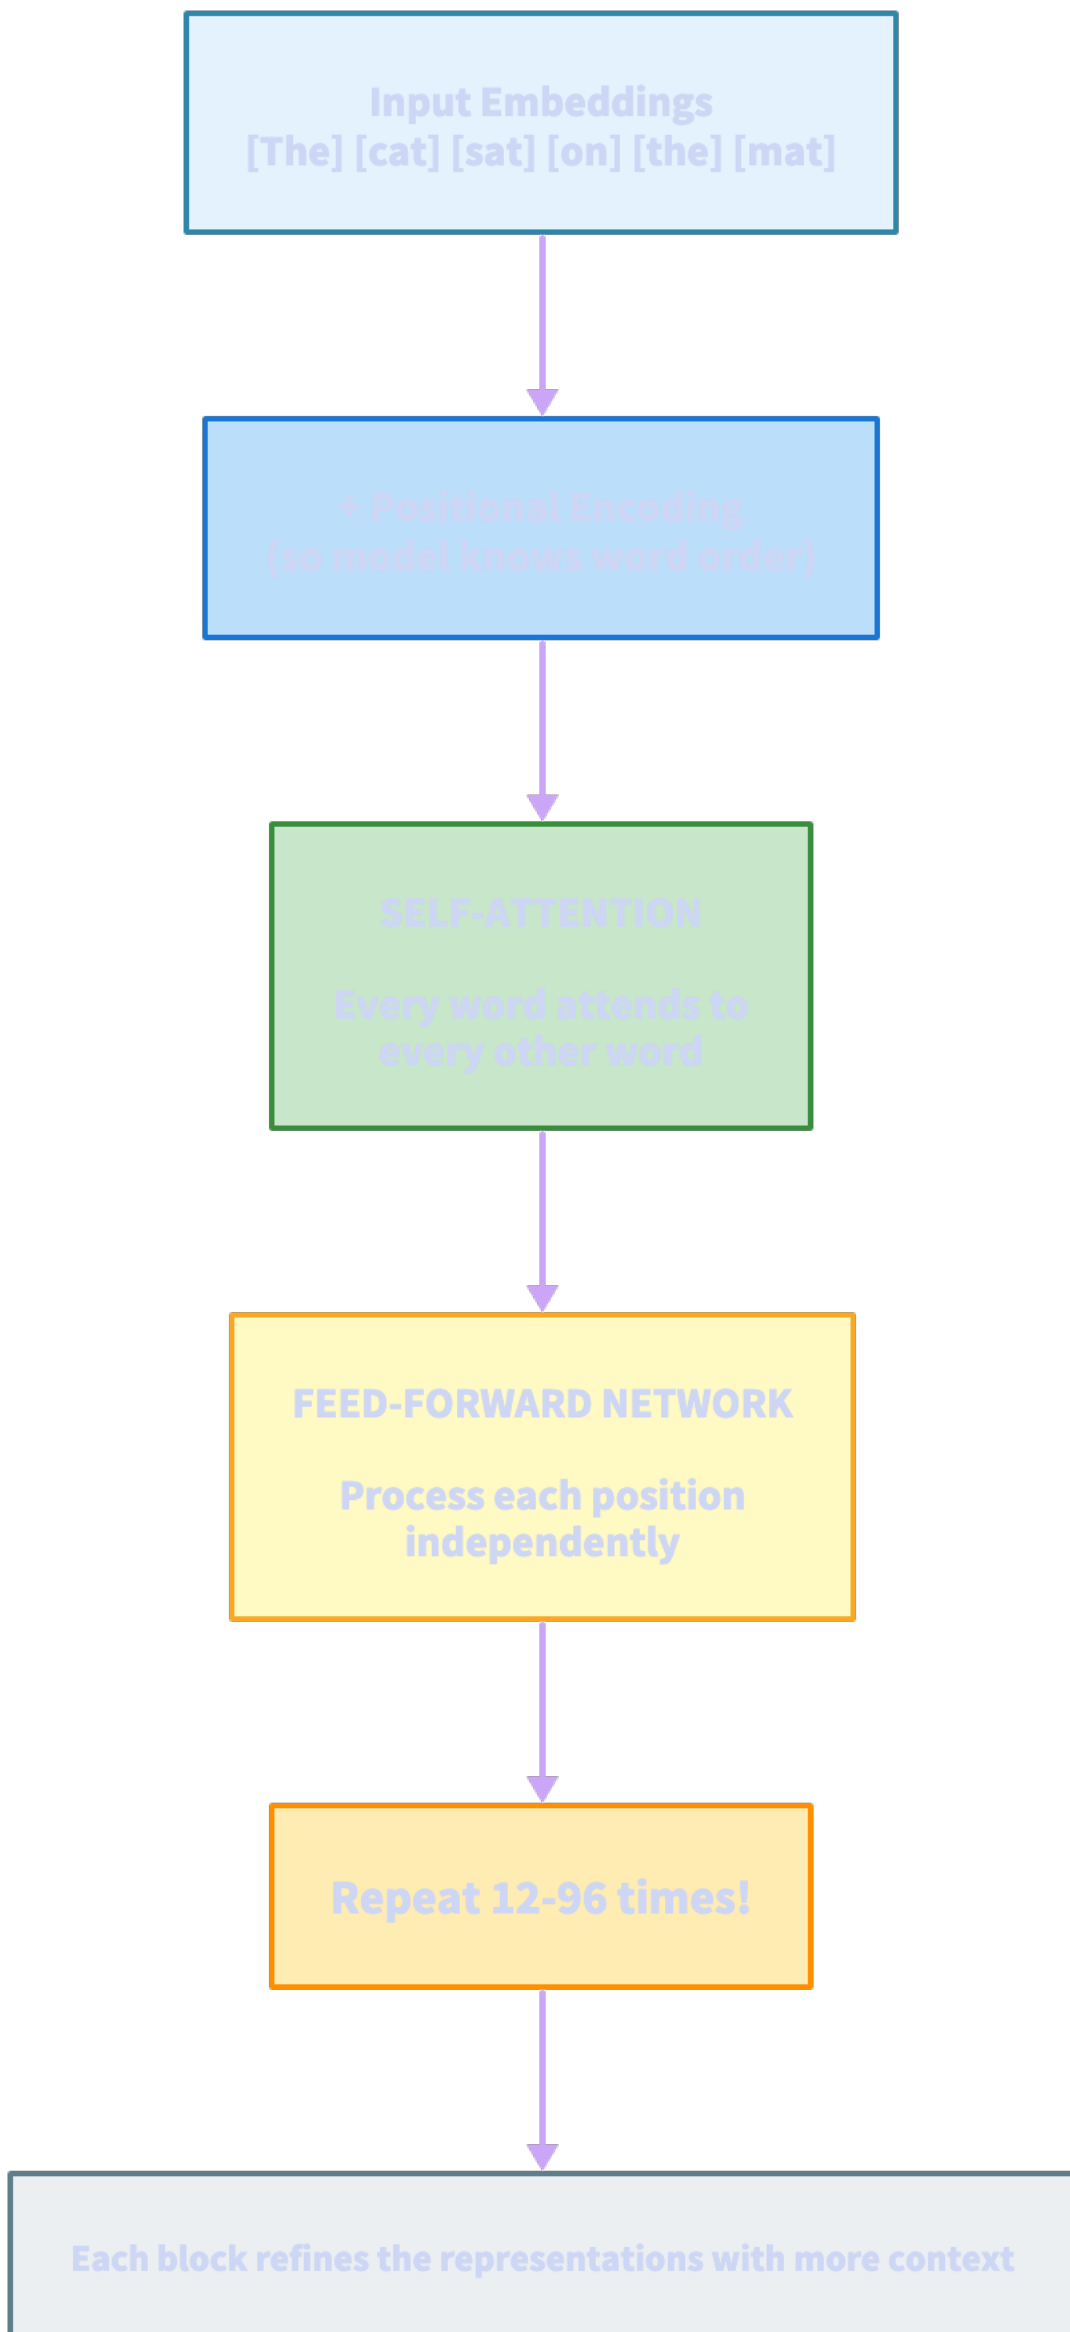 Input Embeddings
[The] [cat] [sat] [on] [the] [mat]
+ Positional Encoding
(so model knows word order)
SELF-ATTENTION
Every word attends to
every other word
FEED-FORWARD NETWORK
Process each position
independently
Repeat 12-96 times!
Each block refines the representations with more context